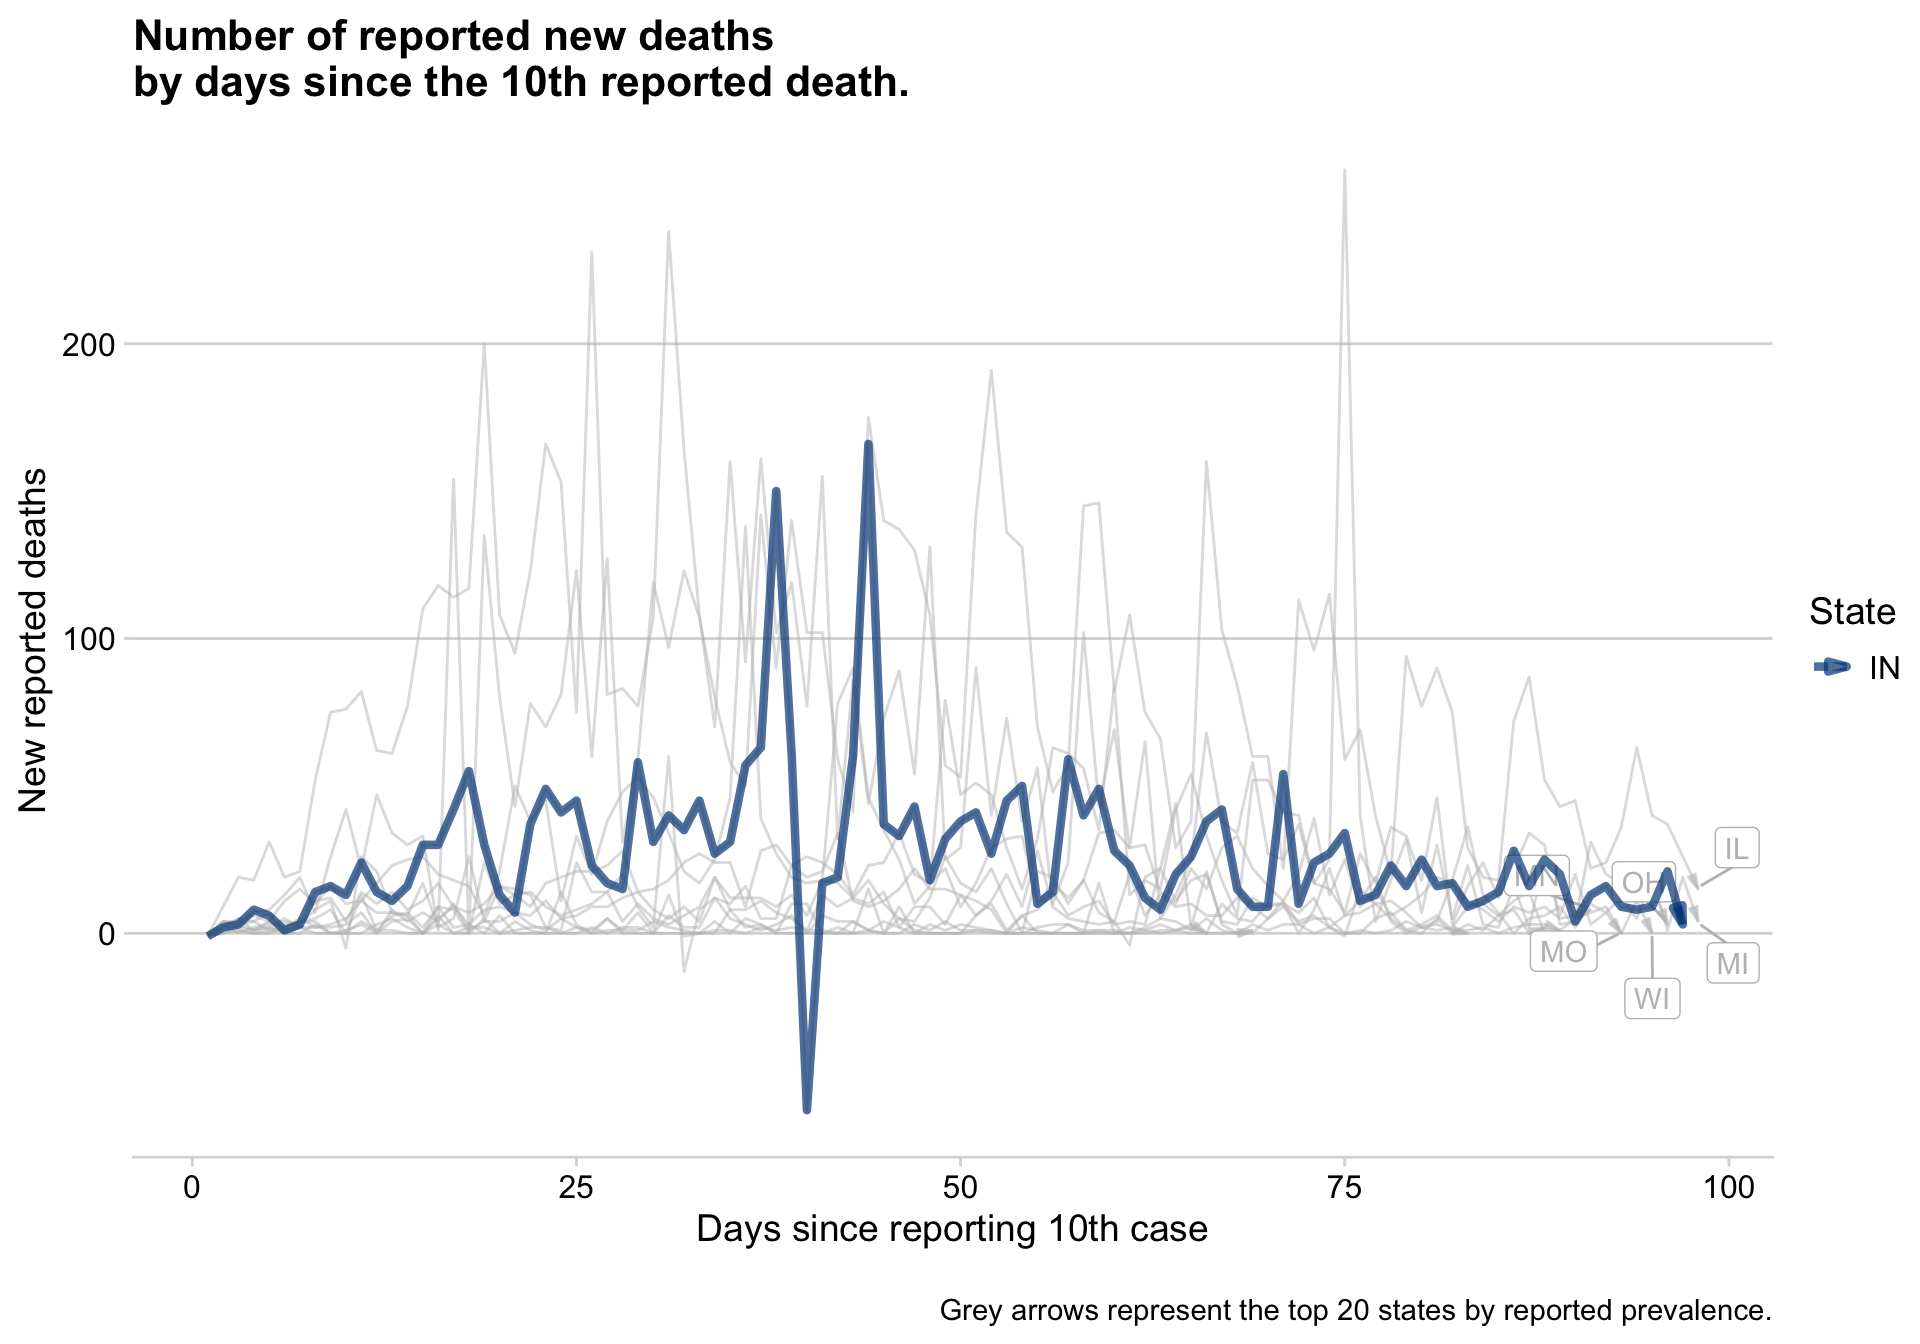 Number of reported new deaths
by days since the 10th reported death.
New reported deaths
200
100
0
0
25
50
75
100
Days since reporting 10th case
State
IN
IL
OH
MO
MI
WI
Grey arrows represent the top 20 states by reported prevalence.